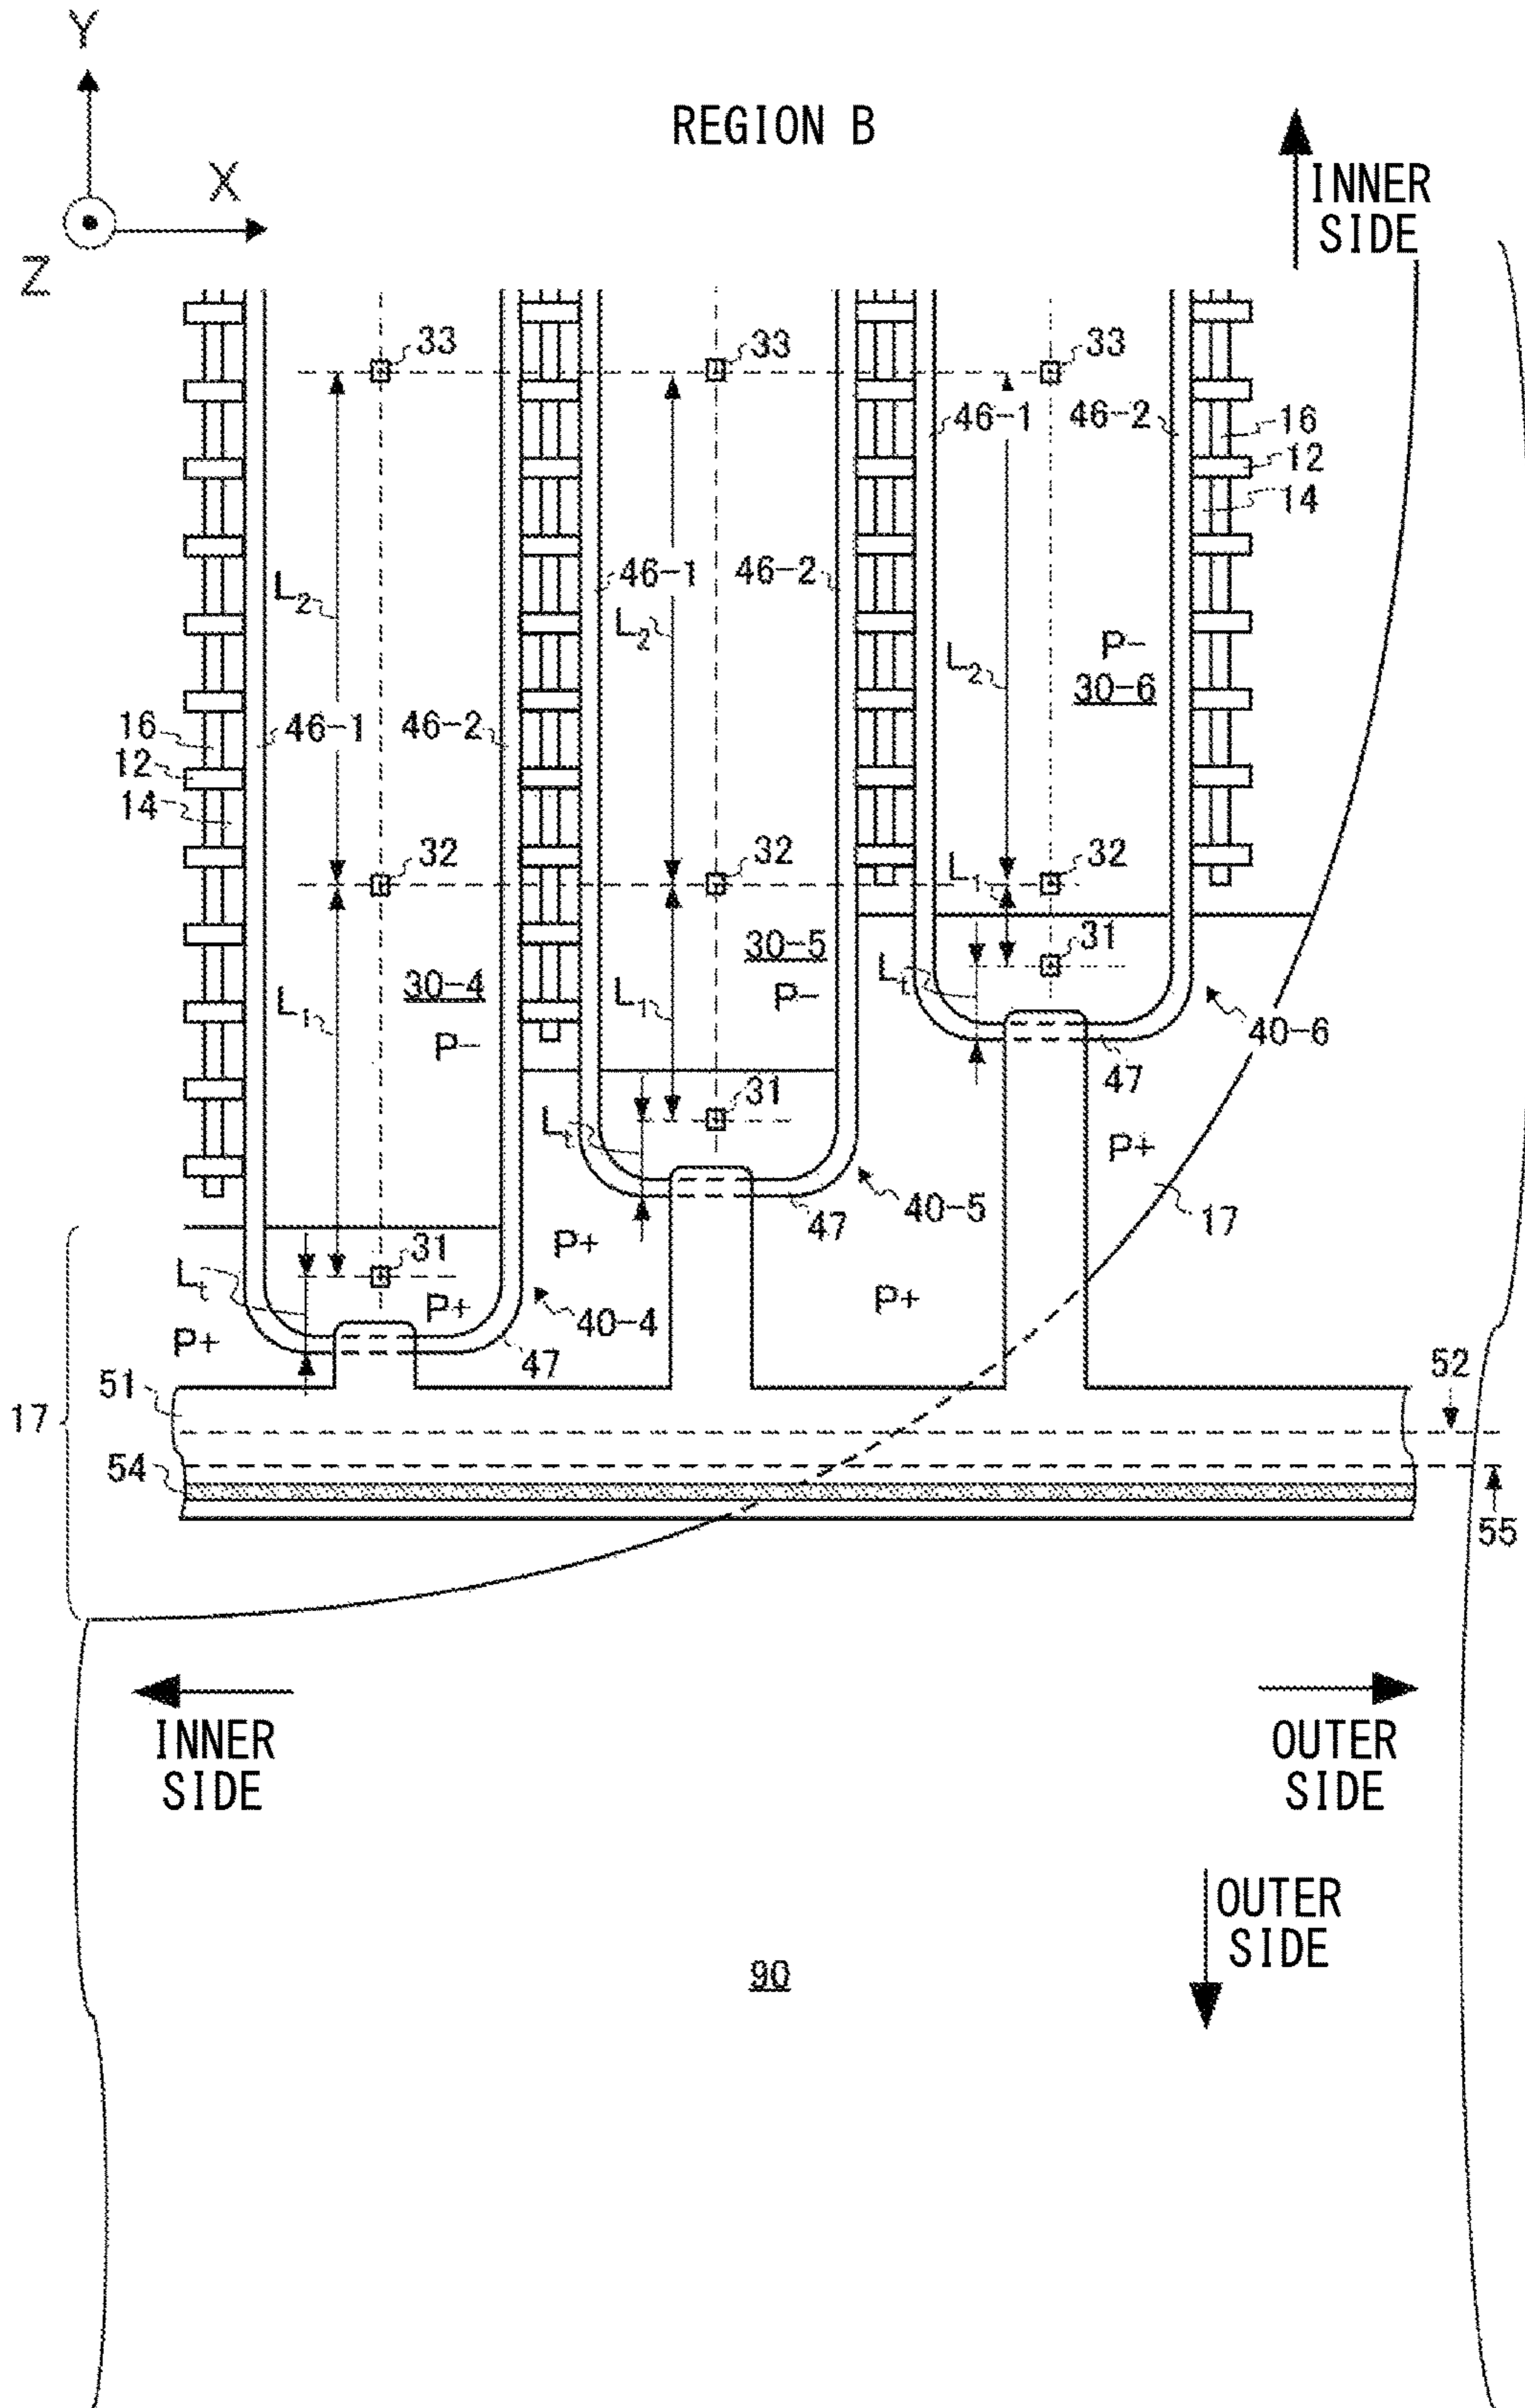 Y
REGION B
X
INNER
SIDE
Z
33
33
33
46-1
46-2
16
12
14
46-1
46-2
L2
L2
L2
P-
30-6
16
46-1
46-2
12
14
32
32
32
L1
31
30-5
P-
30-4
L1
L1
P-
Lt
40-6
47
31
Lt
P+
40-5
47
17
P+
31
Lt
P+
P+
40-4
P+
47
51
52
17
54
55
INNER
SIDE
OUTER
SIDE
OUTER
SIDE
90